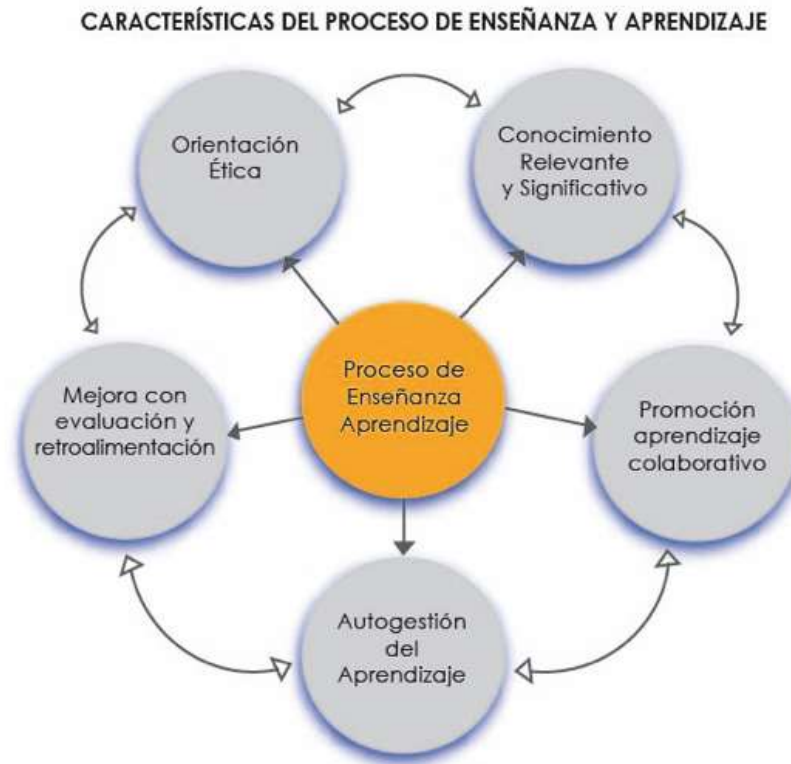 CARACTERÍSTICAS DEL PROCESO DE ENSEÑANZA Y APRENDIZAJE
Orientación
Ética
Conocimiento
Relevante
y Significativo
Proceso de
Enseñanza
Aprendizaje
Mejora con
evaluación y
retroalimentación
Promoción
aprendizaje
colaborativo
Autogestión
del
Aprendizaje